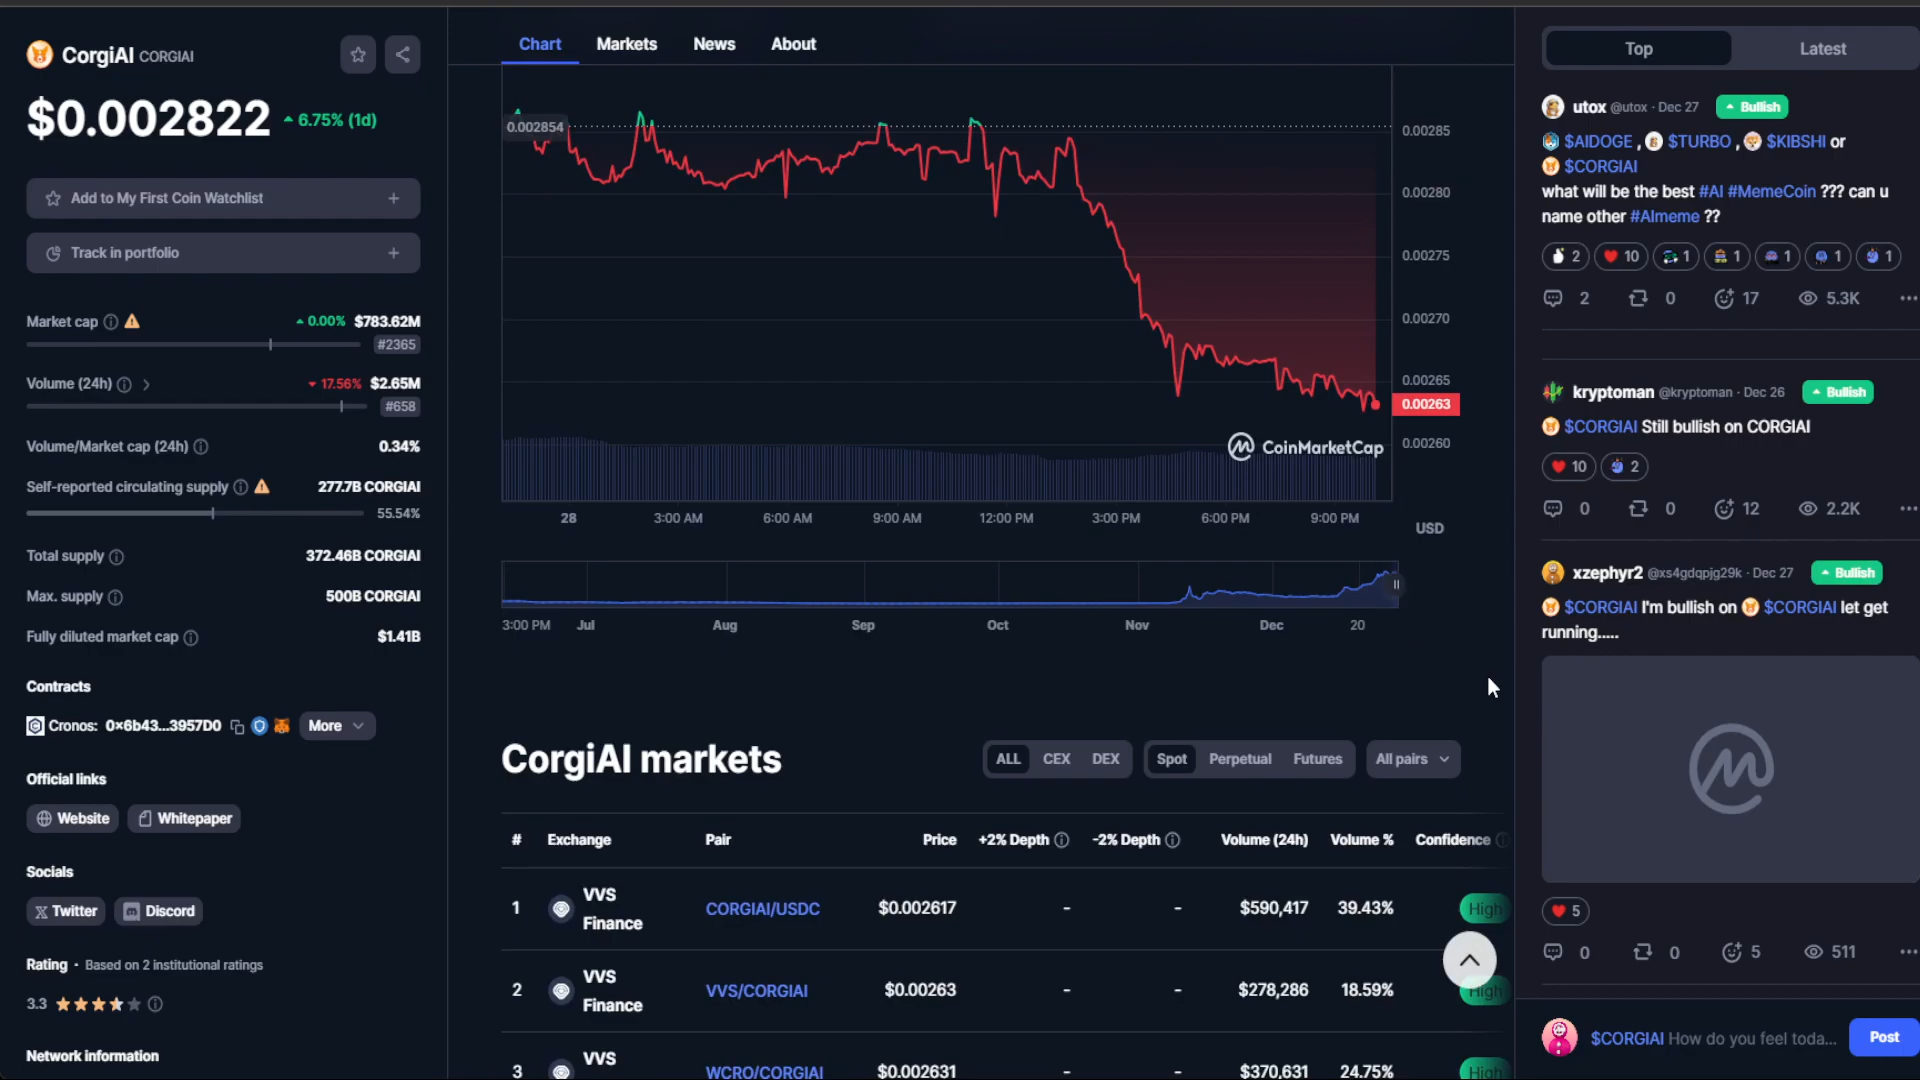 CorgiAI CORGIAI
$0.002822 6.75% (1d)
Add to My First Coin Watchlist +
Track in portfolio +
Market cap 0.00% $783.62M
#2365
Volume (24h) 17.56% $2.65M
#658
Volume/Market cap (24h) 0.34%
Self-reported circulating supply 277.7B CORGIAI
55.54%
Total supply 372.46B CORGIAI
Max. supply 500B CORGIAI
Fully diluted market cap $1.41B
Contracts
Cronos: 0x6b43...3957D0 More
Official links
Website Whitepaper
Socials
Twitter Discord
Rating · Based on 2 institutional ratings
3.3
Network information
Chart Markets News About
0.002854
0.00285
0.00280
0.00275
0.00270
0.00265
0.00263
0.00260
CoinMarketCap
28 3:00 AM 6:00 AM 9:00 AM 12:00 PM 3:00 PM 6:00 PM 9:00 PM
USD
3:00 PM Jul Aug Sep Oct Nov Dec 20
CorgiAI markets
ALL CEX DEX Spot Perpetual Futures All pairs
# Exchange Pair Price +2% Depth -2% Depth Volume (24h) Volume % Confidence
1 VVS Finance CORGIAI/USDC $0.002617 - - $590,417 39.43% High
2 VVS Finance VVS/CORGIAI $0.00263 - - $278,286 18.59% High
3 VVS WCRO/CORGIAI $0.002631 - - $370,631 24.75% High
Top Latest
utox @utox · Dec 27 Bullish
$AIDOGE , $TURBO , $KIBSHI or
$CORGIAI
what will be the best #AI #MemeCoin ??? can u
name other #AImeme ??
2 10 1 1 1 1 1
2 0 17 5.3K ...
kryptoman @kryptoman · Dec 26 Bullish
$CORGIAI Still bullish on CORGIAI
10 2
0 0 12 2.2K ...
xzephyr2 @xs4gdqpjg29k · Dec 27 Bullish
$CORGIAI I'm bullish on $CORGIAI let get
running.....
5
0 0 5 511 ...
$CORGIAI How do you feel toda... Post